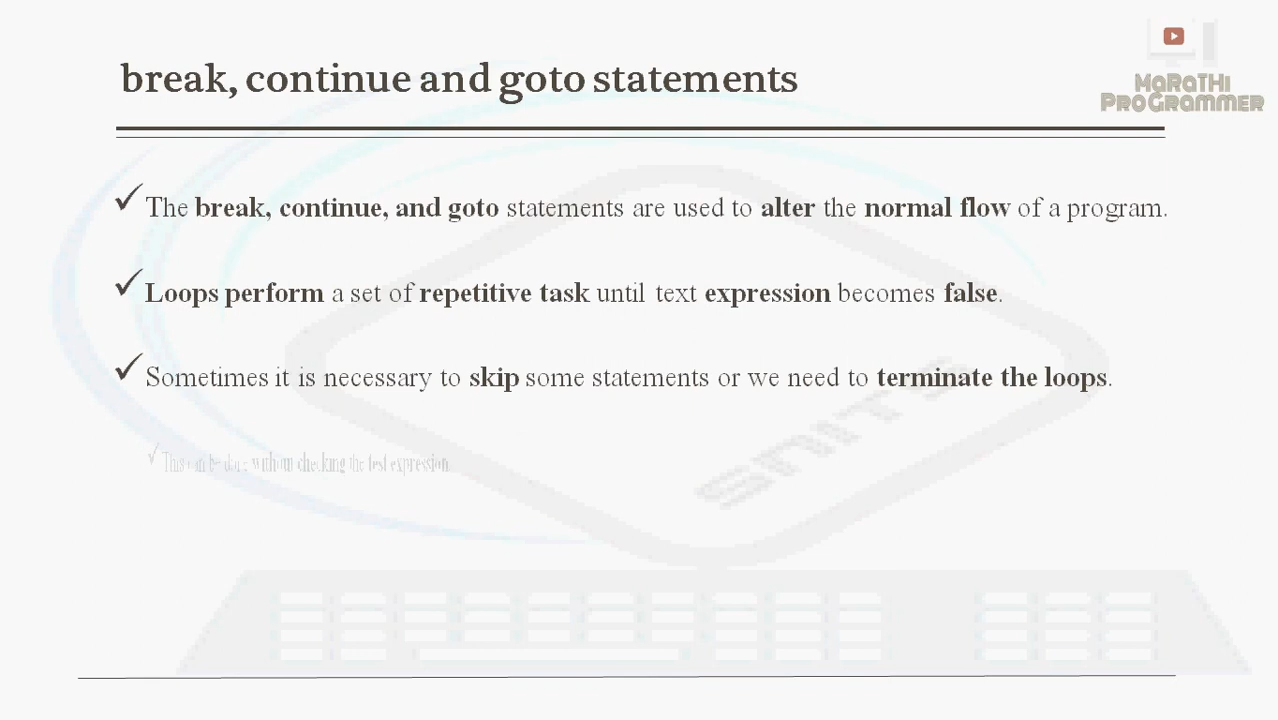 break, continue and goto statements
MaRaTHi
ProGrammer
✓ The break, continue, and goto statements are used to alter the normal flow of a program.
✓ Loops perform a set of repetitive task until text expression becomes false.
✓ Sometimes it is necessary to skip some statements or we need to terminate the loops.
✓ This can be done without checking the test expression
SNITS